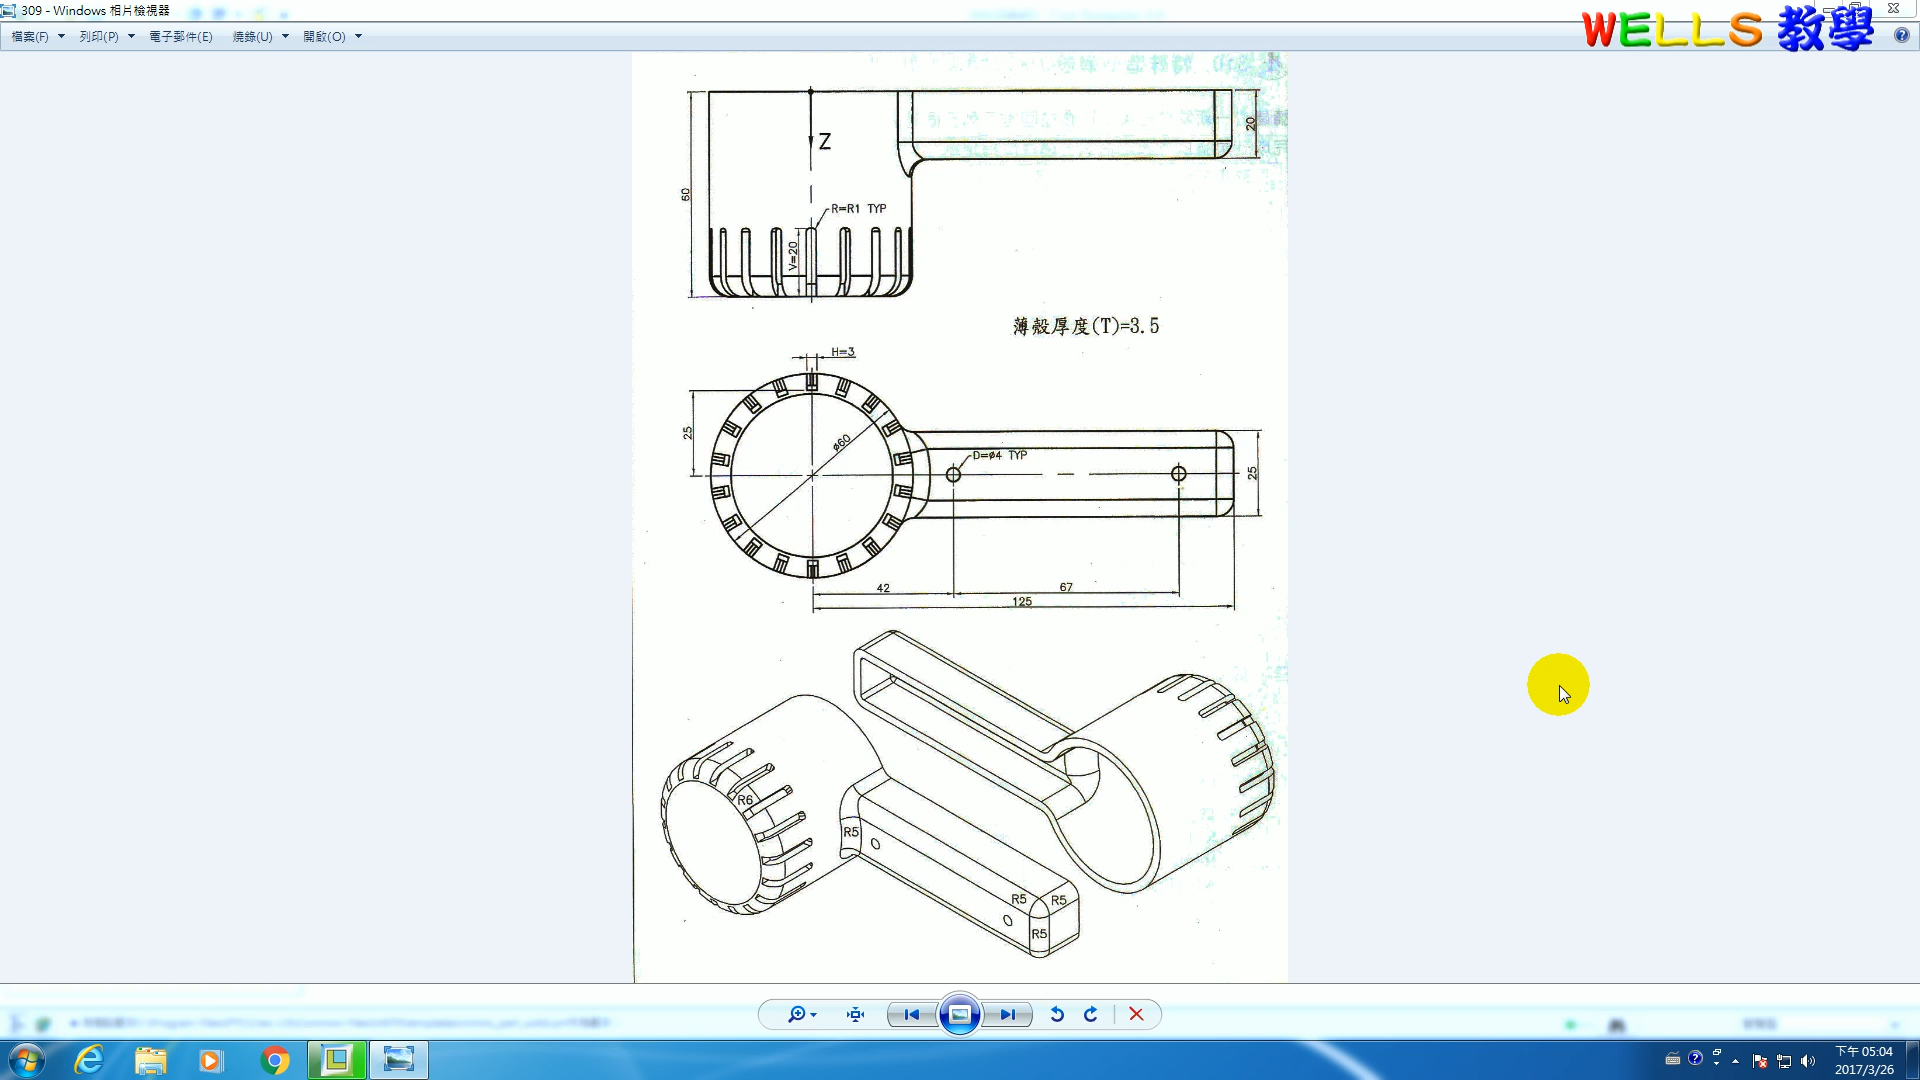 309 - Windows 相片檢視器
WELLS 教學
檔案(F) 列印(P) 電子郵件(E) 燒錄(U) 開啟(O)
Z
20
60
R=R1 TYP
V=20
薄殼厚度(T)=3.5
H=3
25
ø60
D=ø4 TYP
25
42
67
125
R6
R5
R5
R5
R5
下午 05:04
2017/3/26